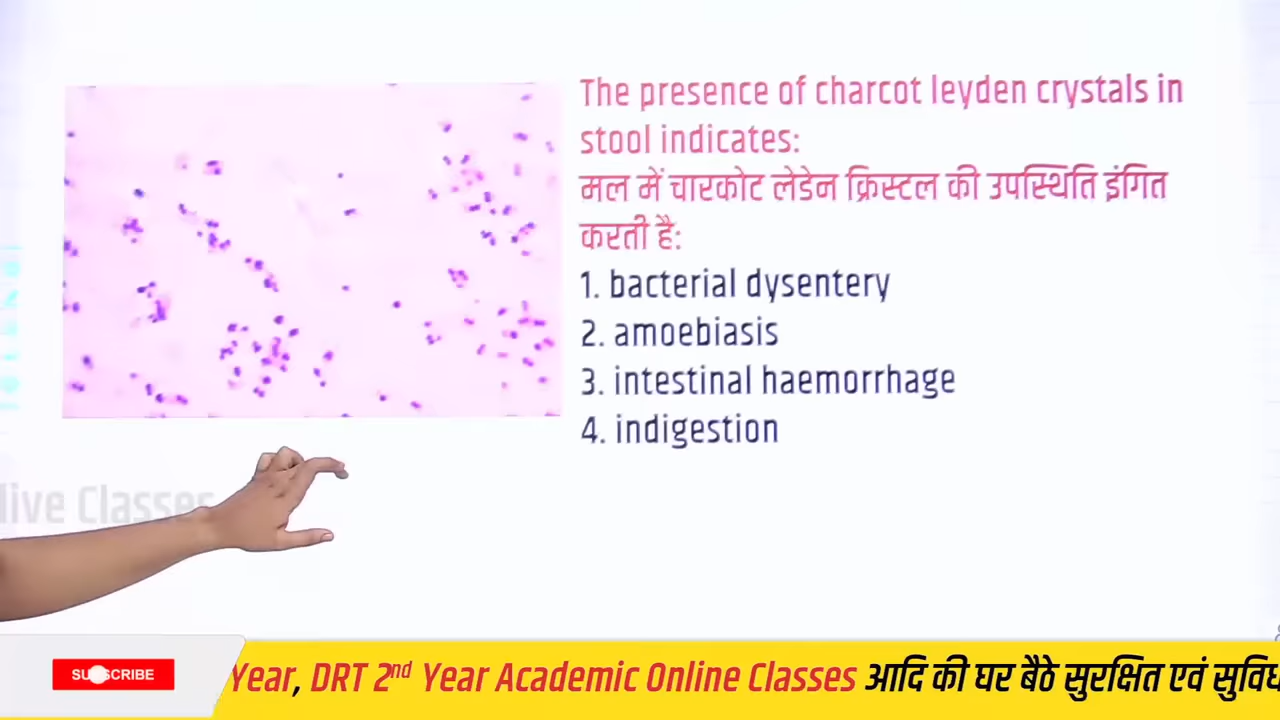 The presence of charcot leyden crystals in
stool indicates:
मल में चारकोट लेडेन क्रिस्टल की उपस्थिति इंगित
करती है:
1. bacterial dysentery
2. amoebiasis
3. intestinal haemorrhage
4. indigestion
live Classes
SUBSCRIBE
Year, DRT 2nd Year Academic Online Classes आदि की घर बैठे सुरक्षित एवं सुविध